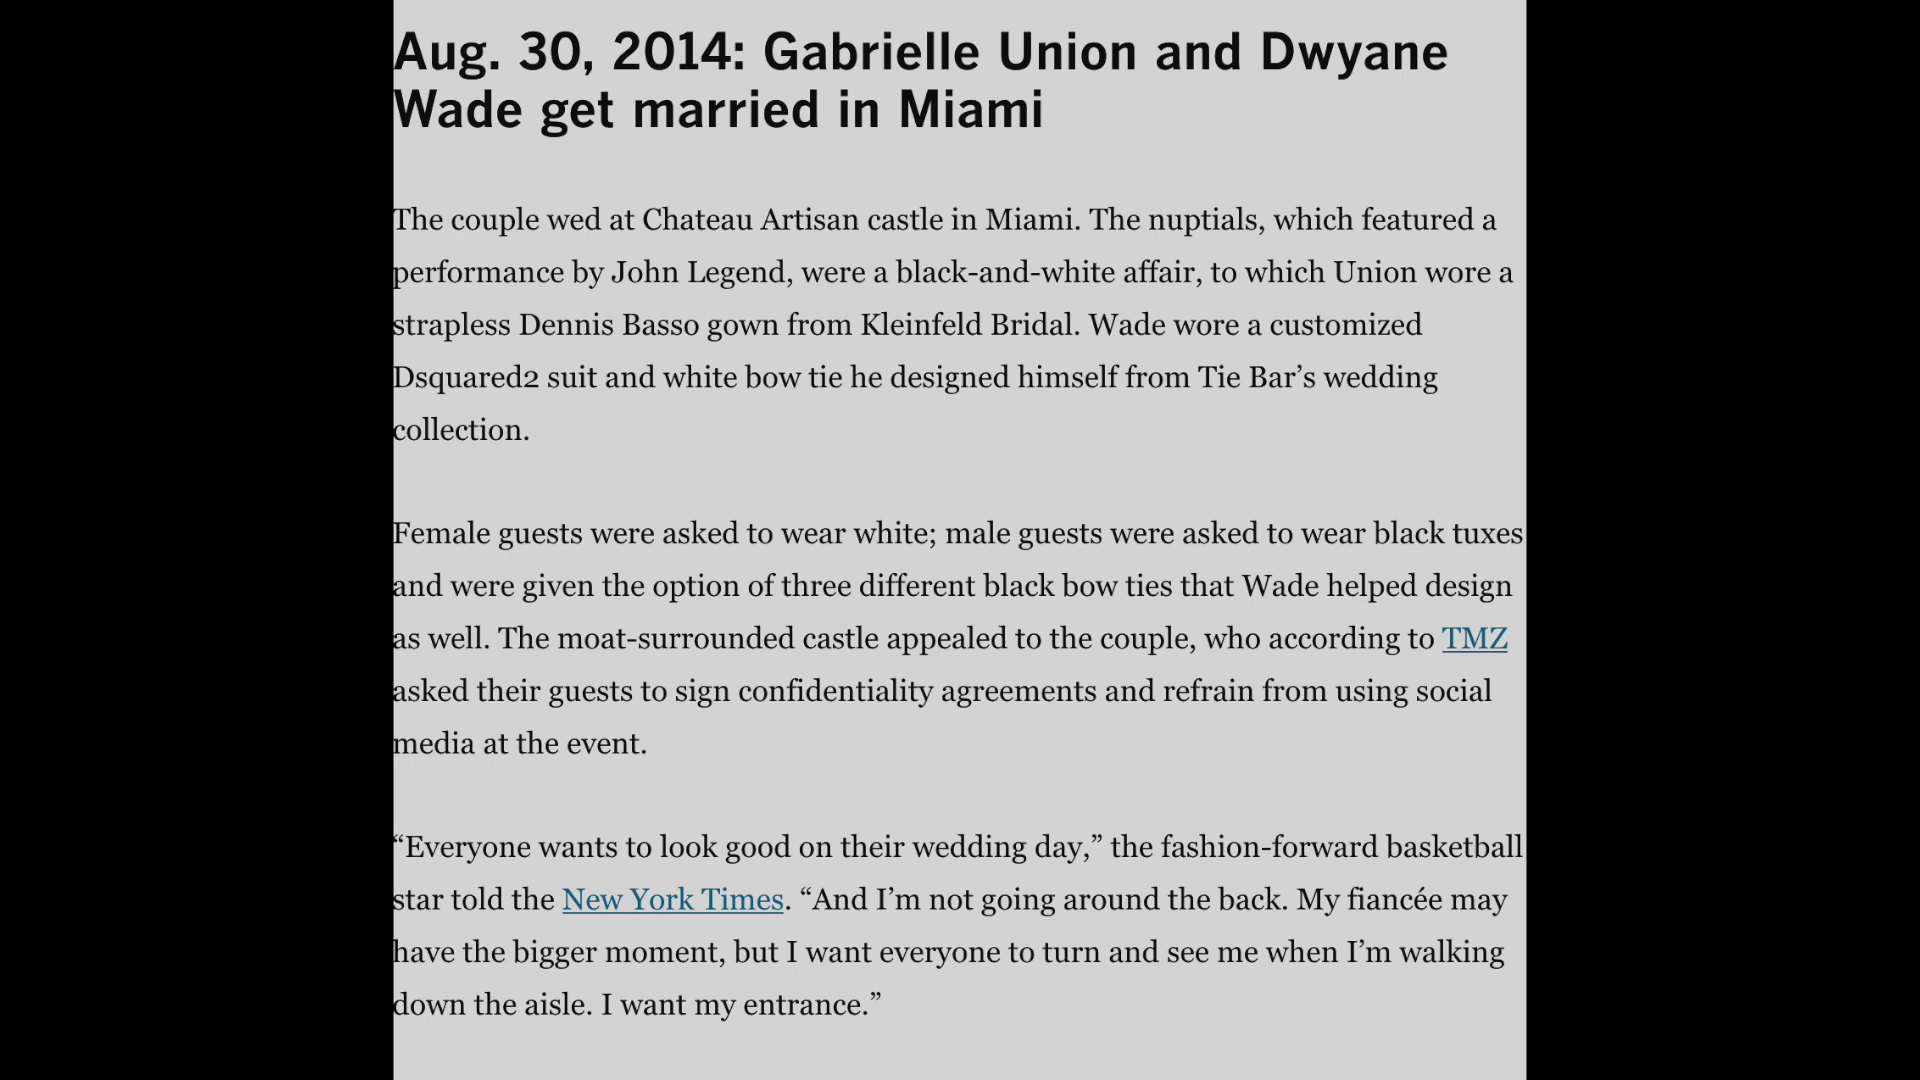 Aug. 30, 2014: Gabrielle Union and Dwyane
Wade get married in Miami
The couple wed at Chateau Artisan castle in Miami. The nuptials, which featured a
performance by John Legend, were a black-and-white affair, to which Union wore a
strapless Dennis Basso gown from Kleinfeld Bridal. Wade wore a customized
Dsquared2 suit and white bow tie he designed himself from Tie Bar’s wedding
collection.
Female guests were asked to wear white; male guests were asked to wear black tuxes
and were given the option of three different black bow ties that Wade helped design
as well. The moat-surrounded castle appealed to the couple, who according to TMZ
asked their guests to sign confidentiality agreements and refrain from using social
media at the event.
“Everyone wants to look good on their wedding day,” the fashion-forward basketball
star told the New York Times. “And I’m not going around the back. My fiancée may
have the bigger moment, but I want everyone to turn and see me when I’m walking
down the aisle. I want my entrance.”